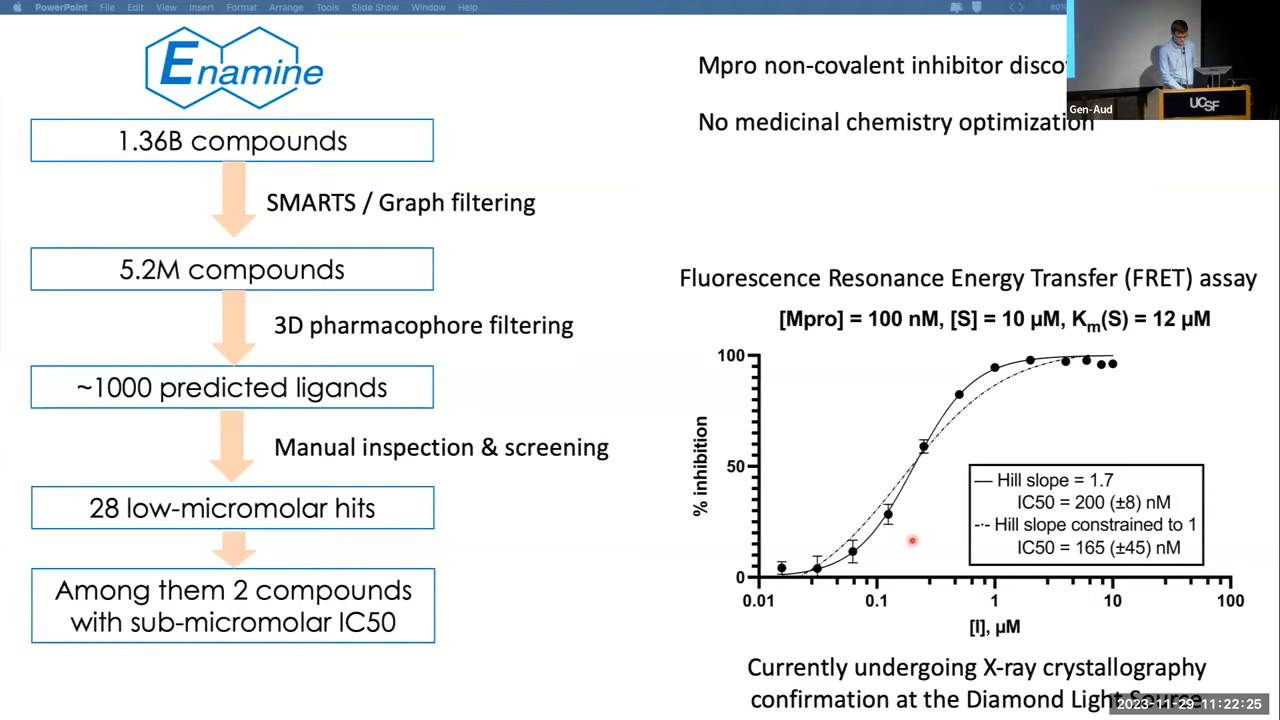 PowerPoint File Edit View Insert Format Arrange Tools Slide Show Window Help
Enamine
1.36B compounds
SMARTS / Graph filtering
5.2M compounds
3D pharmacophore filtering
~1000 predicted ligands
Manual inspection & screening
28 low-micromolar hits
Among them 2 compounds
with sub-micromolar IC50
Mpro non-covalent inhibitor disco
No medicinal chemistry optimization
Gen-Aud
UCSF
Fluorescence Resonance Energy Transfer (FRET) assay
[Mpro] = 100 nM, [S] = 10 µM, Km(S) = 12 µM
100
50
0
% inhibition
Hill slope = 1.7
IC50 = 200 (±8) nM
Hill slope constrained to 1
IC50 = 165 (±45) nM
0.01 0.1 1 10 100
[I], µM
Currently undergoing X-ray crystallography
confirmation at the Diamond Light Source
2023-11-29 11:22:25